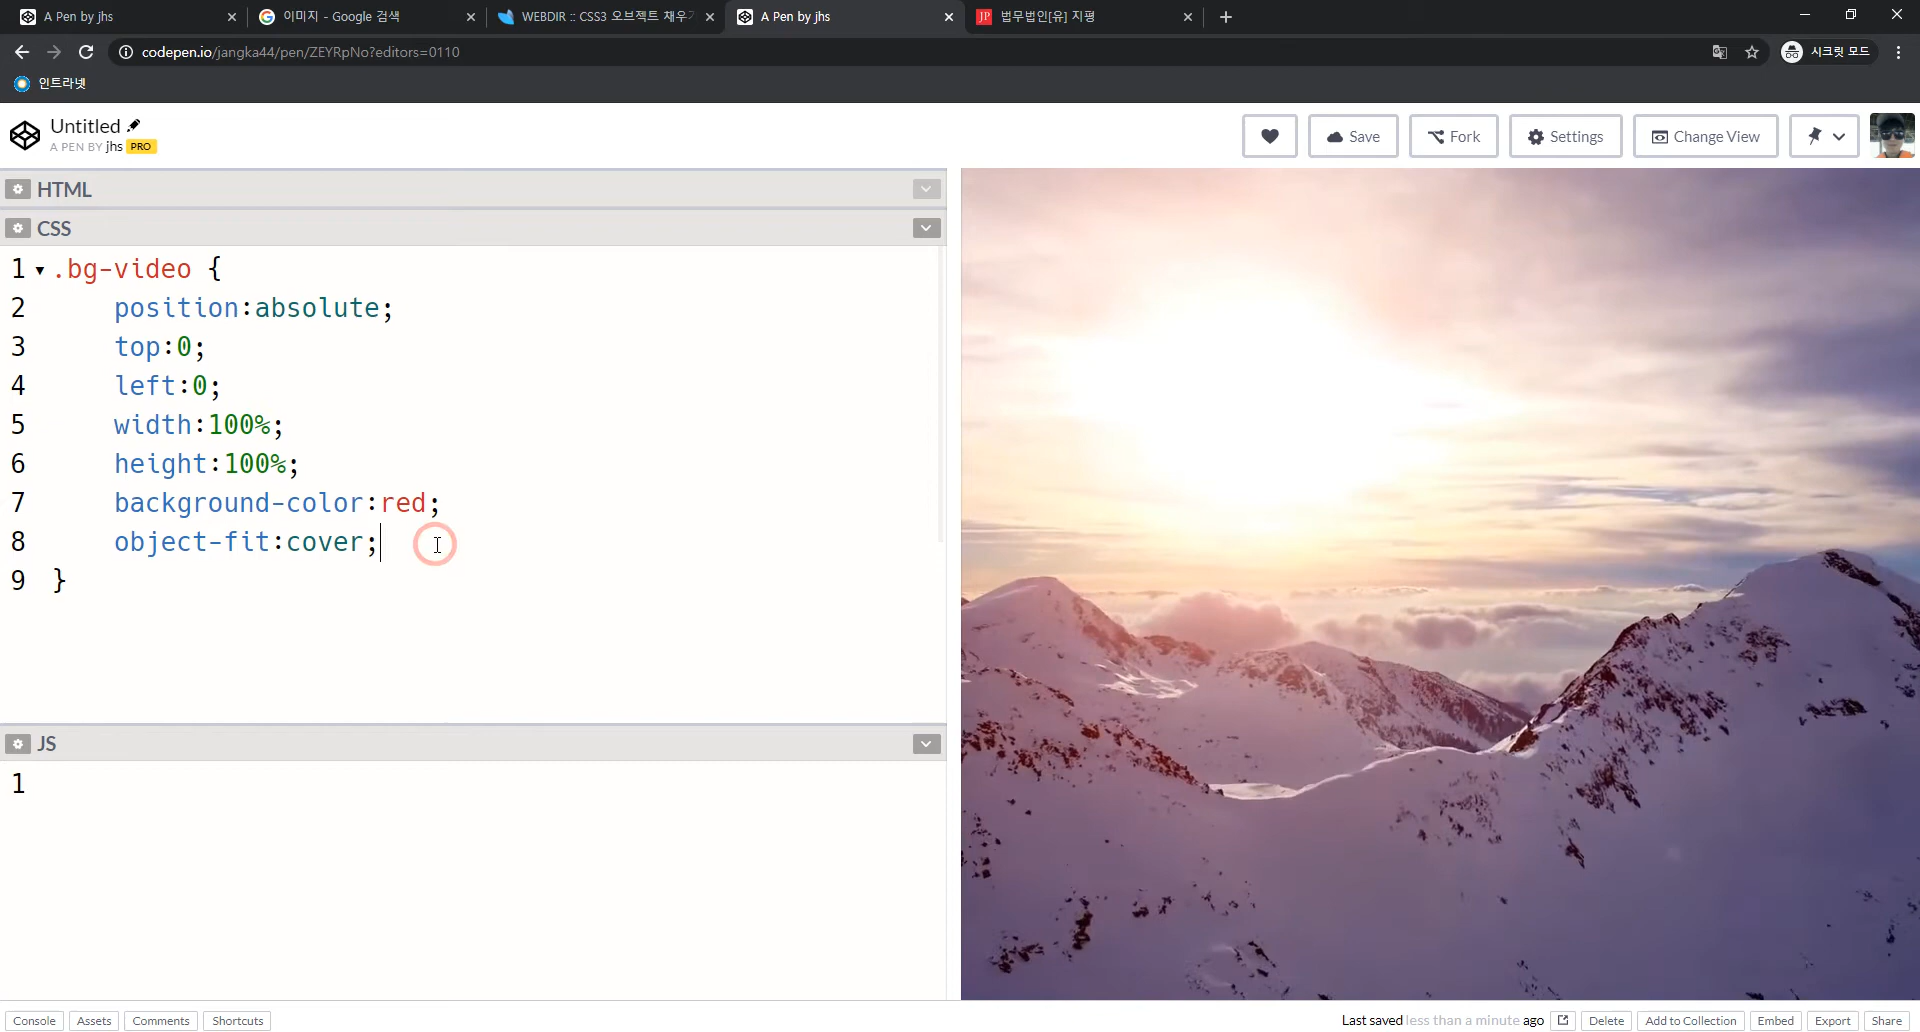 A Pen by jhs
이미지 - Google 검색
WEBDIR :: CSS3 오브젝트 채우기
A Pen by jhs
법무법인[유] 지평
codepen.io/jangka44/pen/ZEYRpNo?editors=0110
시크릿 모드
인트라넷
Untitled
A PEN BY jhs PRO
Save
Fork
Settings
Change View
HTML
CSS
1 .bg-video {
2 position:absolute;
3 top:0;
4 left:0;
5 width:100%;
6 height:100%;
7 background-color:red;
8 object-fit:cover;
9 }
JS
1
Console
Assets
Comments
Shortcuts
Last saved less than a minute ago
Delete
Add to Collection
Embed
Export
Share